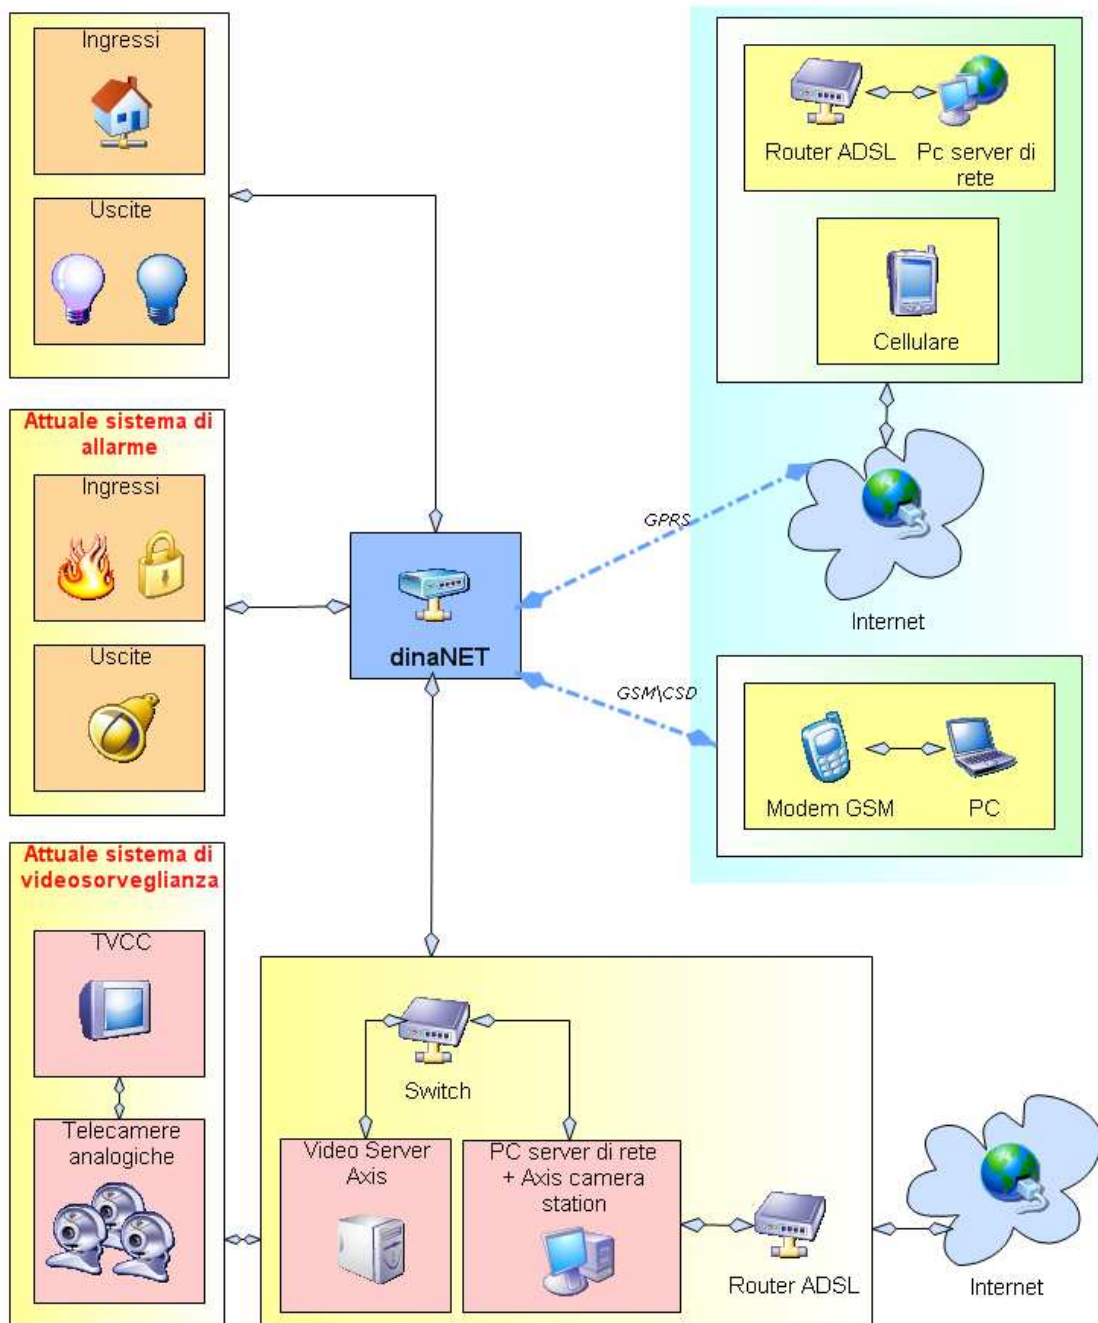 Ingressi
Uscite
Attuale sistema di
allarme
Ingressi
Uscite
Attuale sistema di
videosorveglianza
TVCC
Telecamere
analogiche
dinaNET
GPRS
GSM\CSD
Router ADSL
Pc server di
rete
Cellulare
Internet
Modem GSM
PC
Switch
Video Server
Axis
PC server di rete
+ Axis camera
station
Router ADSL
Internet